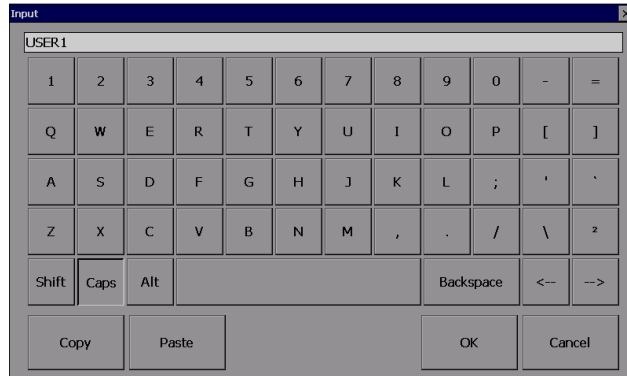 Input
USER1
1 2 3 4 5 6 7 8 9 0 - =
Q W E R T Y U I O P [ ]
A S D F G H J K L ; ' `
Z X C V B N M , . / \ ²
Shift Caps Alt Backspace <-- -->
Copy Paste OK Cancel